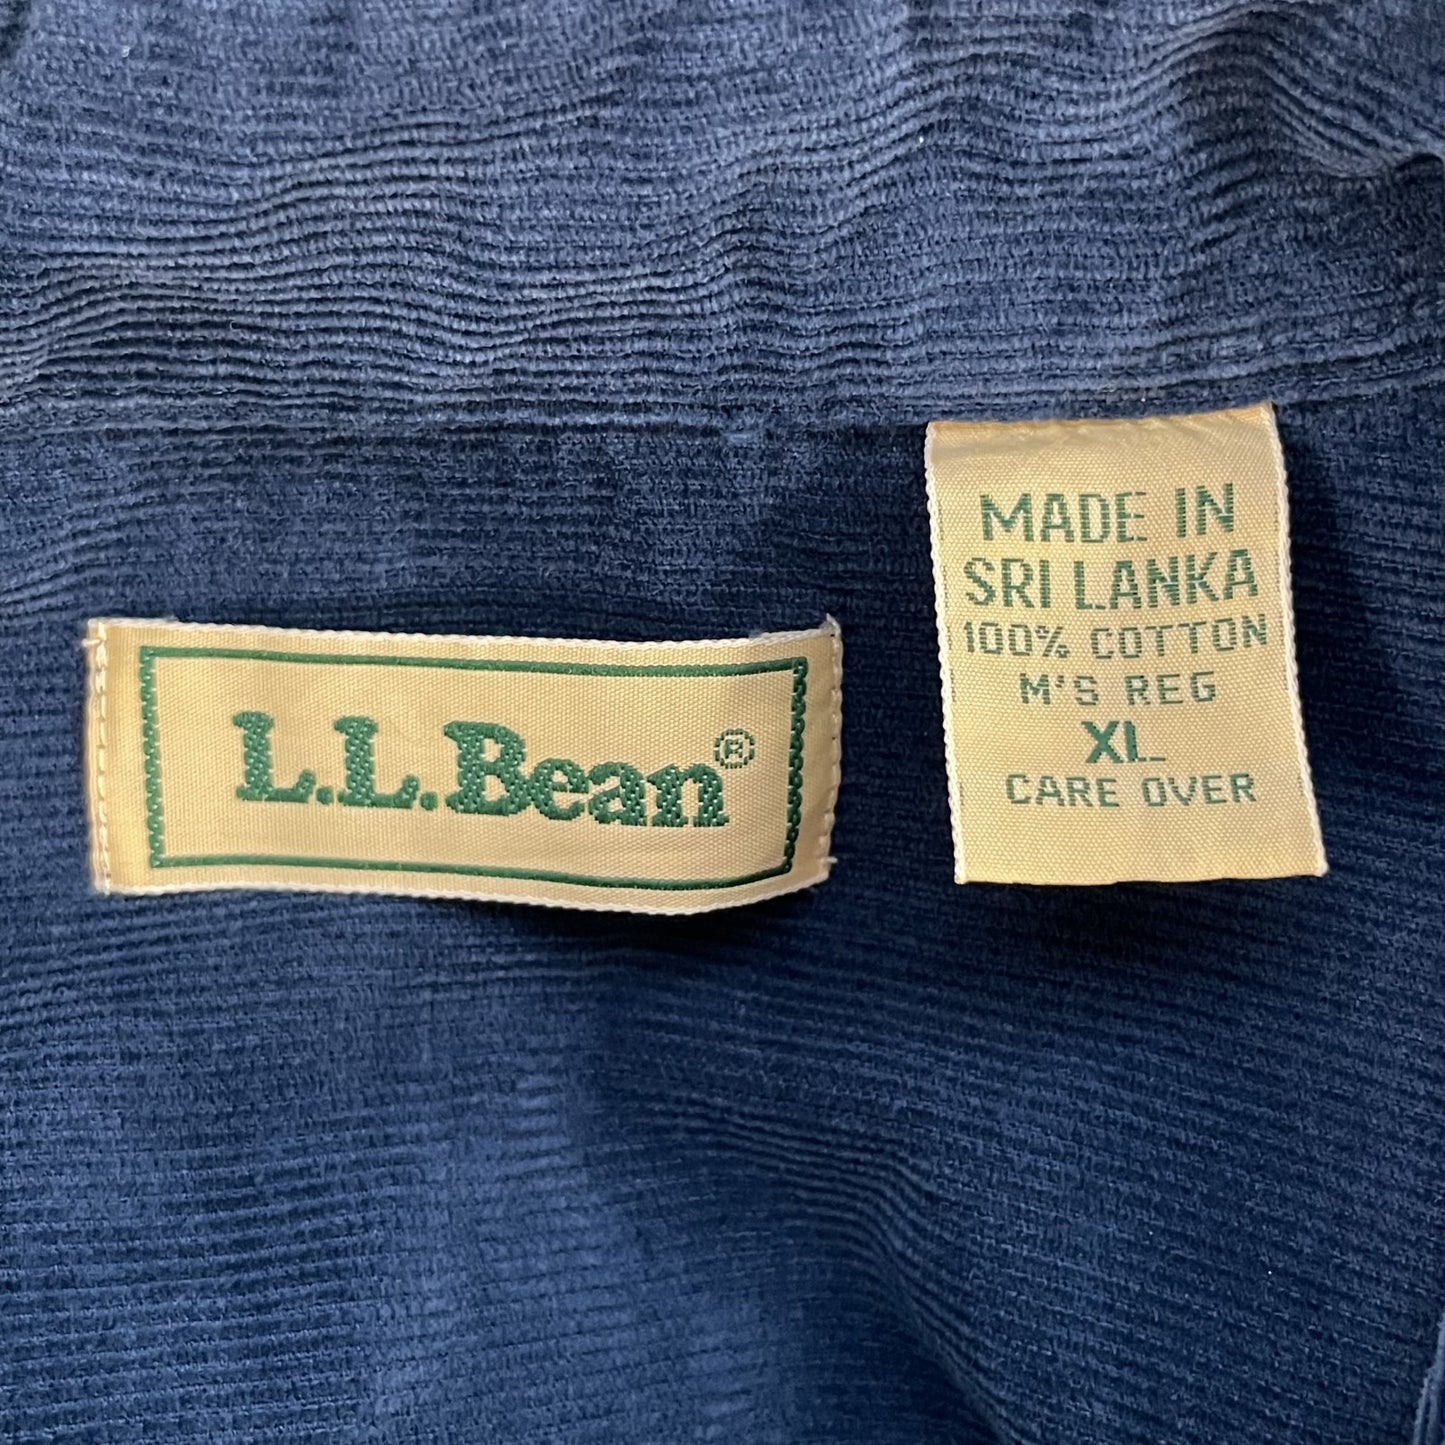 L.L.Bean®
MADE IN
SRI LANKA
100% COTTON
M'S REG
XL
CARE OVER